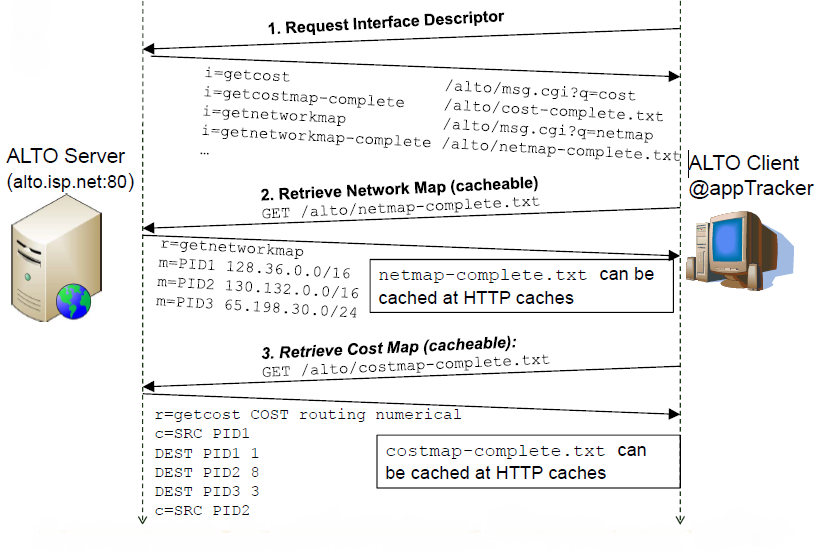 1. Request Interface Descriptor
i=getcost /alto/msg.cgi?q=cost
i=getcostmap-complete /alto/cost-complete.txt
i=getnetworkmap /alto/msg.cgi?q=netmap
i=getnetworkmap-complete /alto/netmap-complete.txt
…
ALTO Server
(alto.isp.net:80)
ALTO Client
@appTracker
2. Retrieve Network Map (cacheable)
GET /alto/netmap-complete.txt
r=getnetworkmap
m=PID1 128.36.0.0/16
m=PID2 130.132.0.0/16
m=PID3 65.198.30.0/24
netmap-complete.txt can be
cached at HTTP caches
3. Retrieve Cost Map (cacheable):
GET /alto/costmap-complete.txt
r=getcost COST routing numerical
c=SRC PID1
DEST PID1 1
DEST PID2 8
DEST PID3 3
c=SRC PID2
costmap-complete.txt can
be cached at HTTP caches